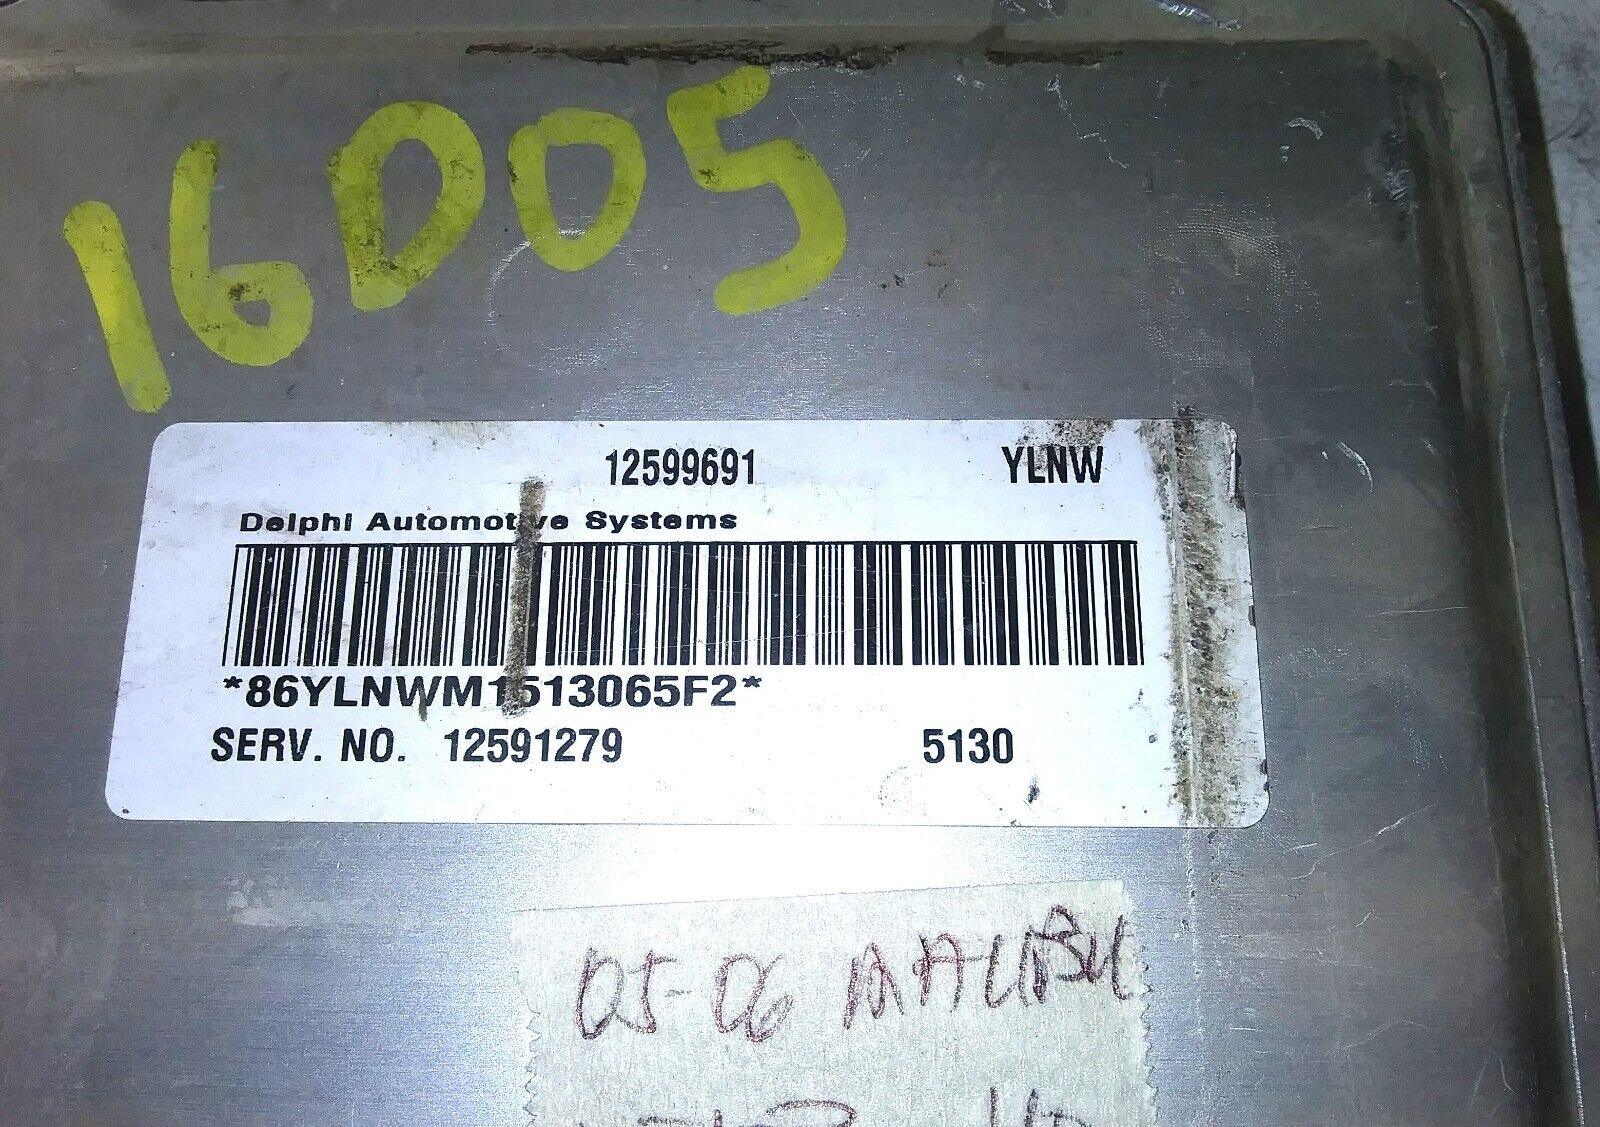 16D05
12599691 YLNW
Delphi Automotive Systems
*86YLNWM1513065F2*
SERV. NO. 12591279 5130
05-06 MALIBU